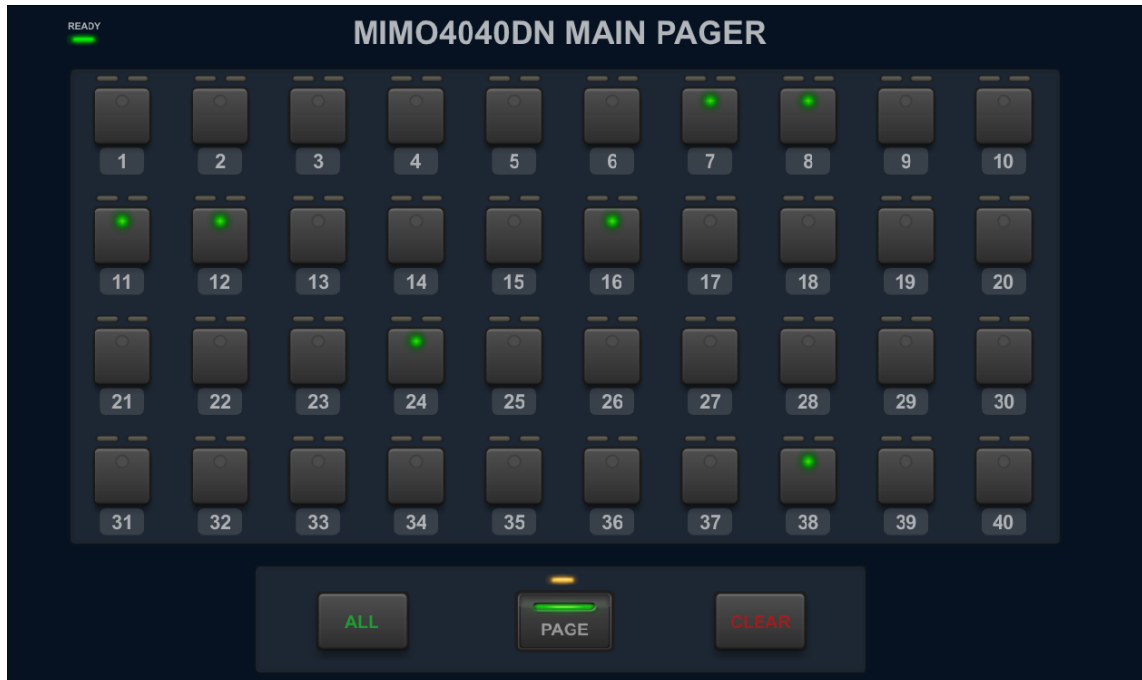 READY
MIMO4040DN MAIN PAGER
1 2 3 4 5 6 7 8 9 10
11 12 13 14 15 16 17 18 19 20
21 22 23 24 25 26 27 28 29 30
31 32 33 34 35 36 37 38 39 40
ALL PAGE CLEAR